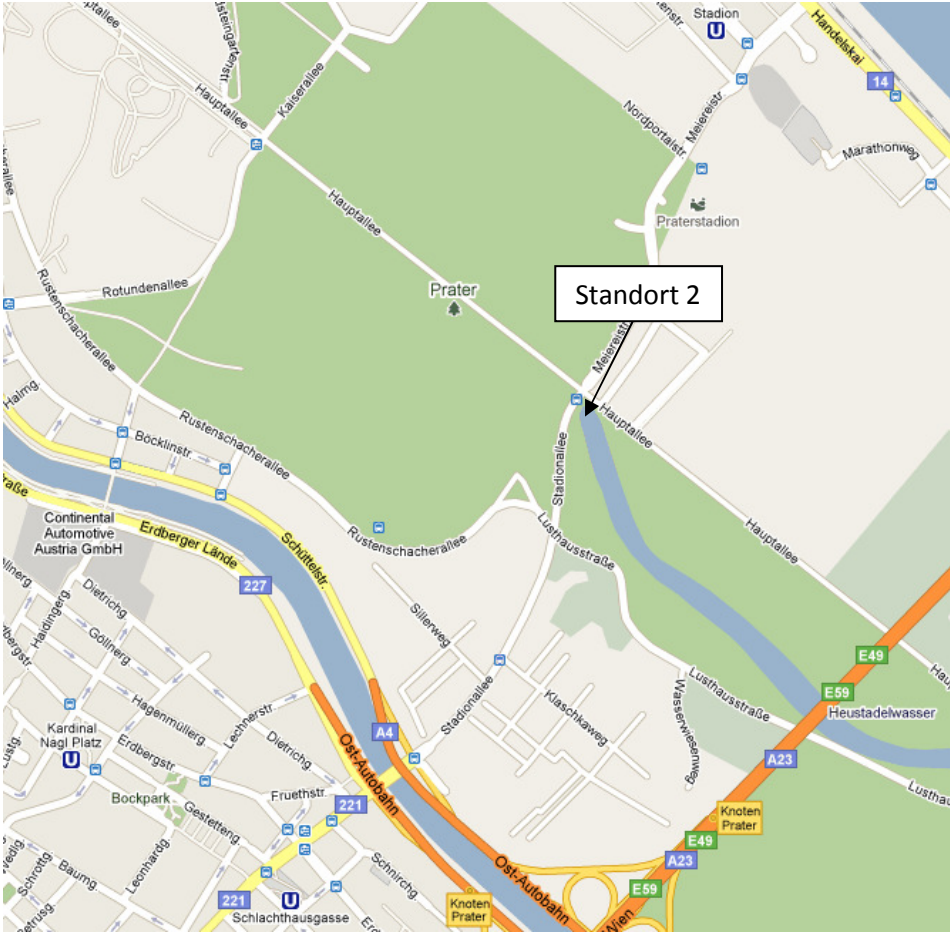 Stadion
U
Handelskai
14
Hauptallee
Kaiserallee
Nordportalstr.
Meiereistr.
Marathonweg
Hauptallee
Praterstadion
Rotundenallee
Rustenschacherallee
Prater
Standort 2
Meiereistr.
Halmg.
Böcklinstr.
Rustenschacherallee
Hauptallee
Stadionallee
Continental
Automotive
Austria GmbH
Erdberger Lände
Schüttelstr.
Rustenschacherallee
Lusthausstraße
Hauptallee
227
Dietrichg.
Haidingerg.
Göllnerg.
Sillerweg
E49
Hagenmüllerg.
Lechnerstr.
Kardinal
Nagl Platz
U
Stadionallee
Klaschkaweg
Wasserwiesenweg
Lusthausstraße
E59
Heustadelwasser
Erdbergstr.
Dietrichg.
Ost-Autobahn
A4
A23
Bockpark
Fruethstr.
221
Gestetteng.
Leonhardg.
Schnirchg.
Knoten
Prater
E49
A23
Ost-Autobahn
E59
Baumg.
221
U
Schlachthausgasse
Knoten
Prater
Wien